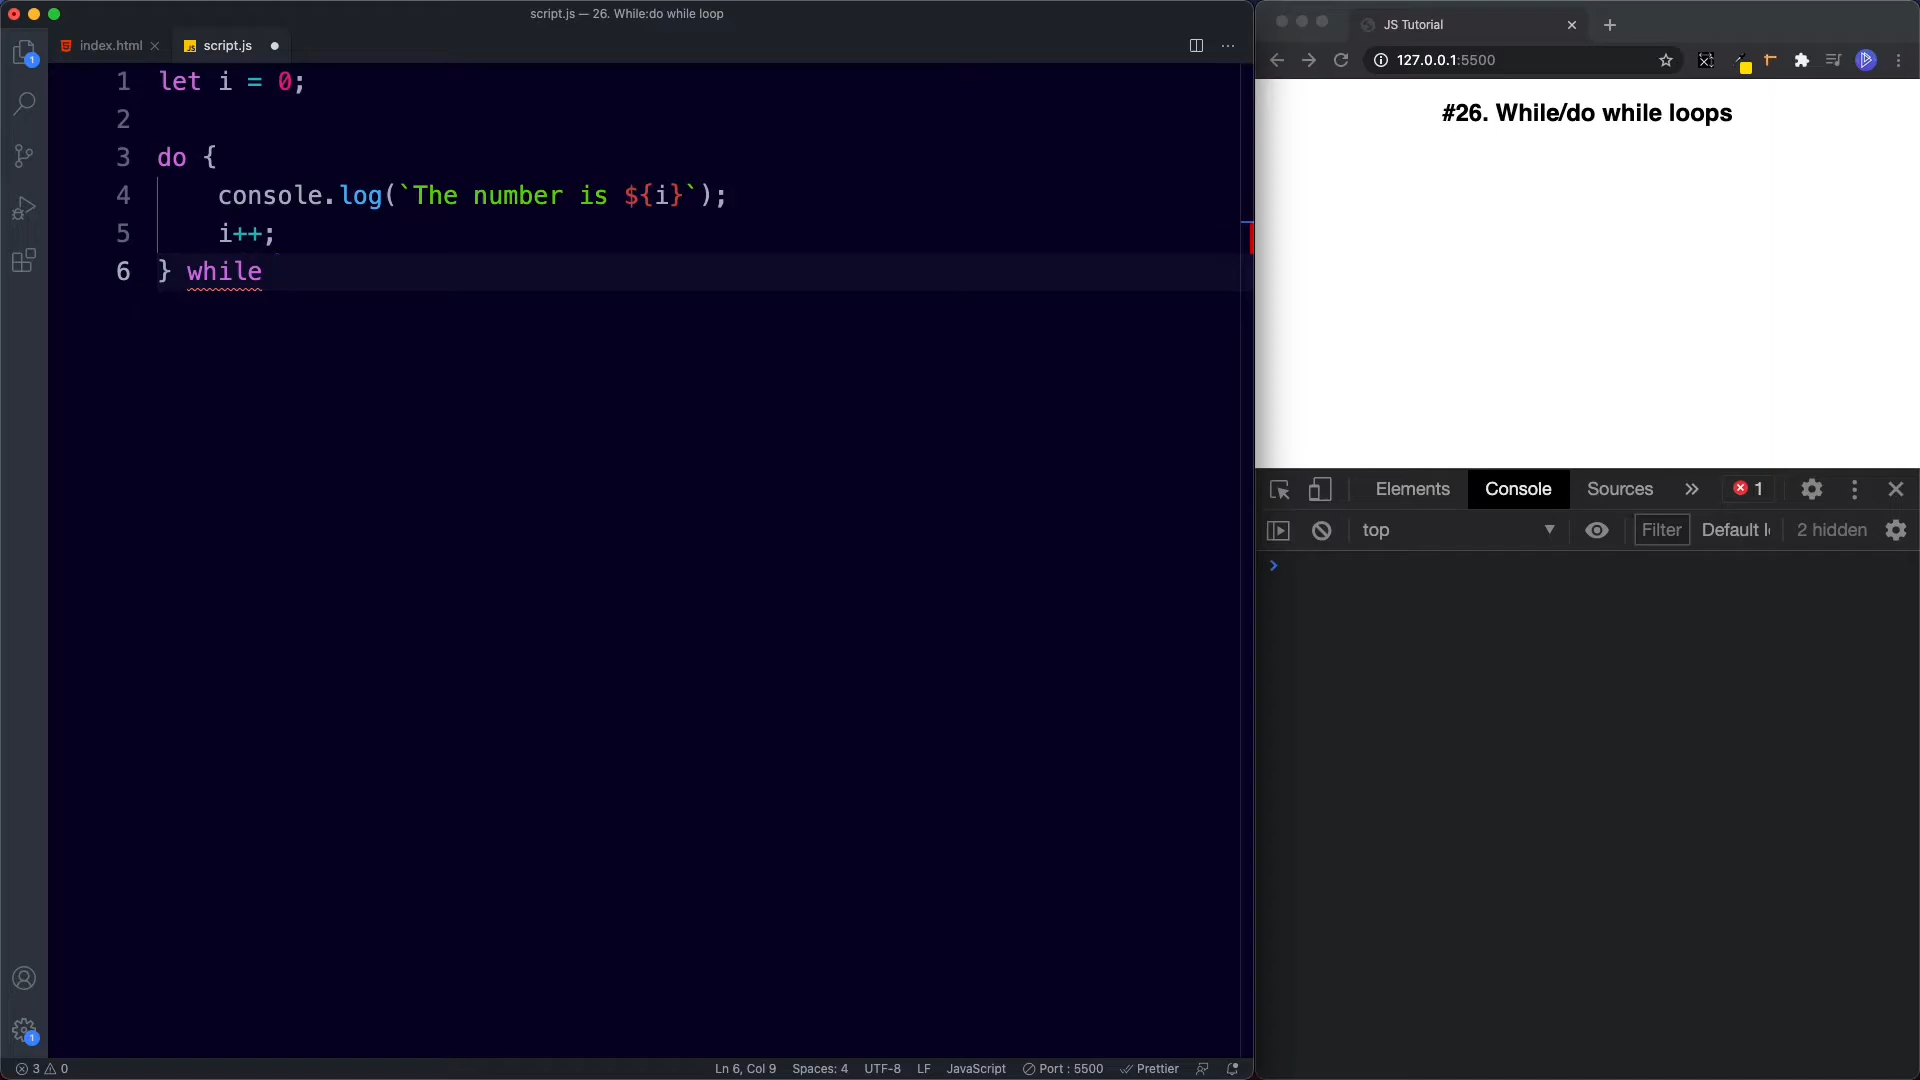 script.js — 26. While:do while loop
index.html
script.js
1 let i = 0;
2
3 do {
4 console.log(`The number is ${i}`);
5 i++;
6 } while
1
1
3 0
Ln 6, Col 9 Spaces: 4 UTF-8 LF JavaScript Port : 5500 Prettier
JS Tutorial
127.0.0.1:5500
#26. While/do while loops
Elements Console Sources 1
top Filter 2 hidden